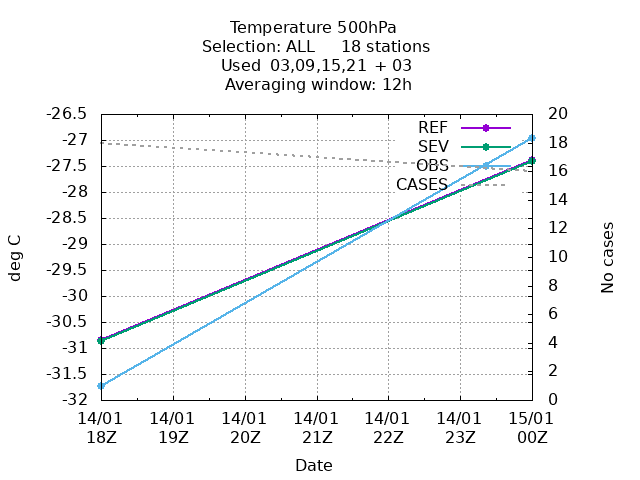 Temperature 500hPa
Selection: ALL 18 stations
Used 03,09,15,21 + 03
Averaging window: 12h
REF
SEV
OBS
CASES
-26.5
-27
-27.5
-28
-28.5
-29
-29.5
-30
-30.5
-31
-31.5
-32
20
18
16
14
12
10
8
6
4
2
0
deg C
No cases
14/01 14/01 14/01 14/01 14/01 14/01 15/01
18Z 19Z 20Z 21Z 22Z 23Z 00Z
Date